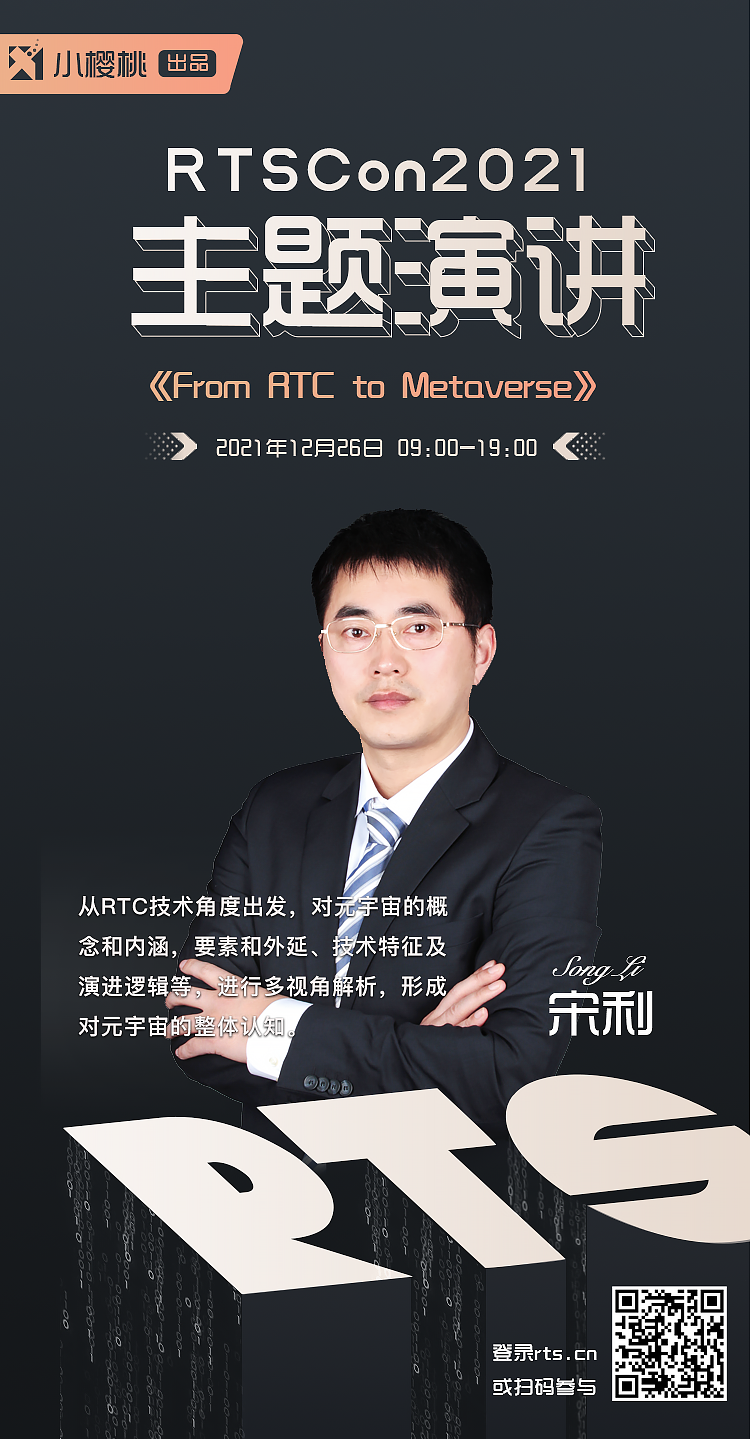 小樱桃 出品
RTSCon2021
主题演讲
《From RTC to Metaverse》
2021年12月26日 09:00-19:00
从RTC技术角度出发，对元宇宙的概
念和内涵，要素和外延、技术特征及
演进逻辑等，进行多视角解析，形成
对元宇宙的整体认知。
Song Li
宋利
RTS
登录rts.cn
或扫码参与